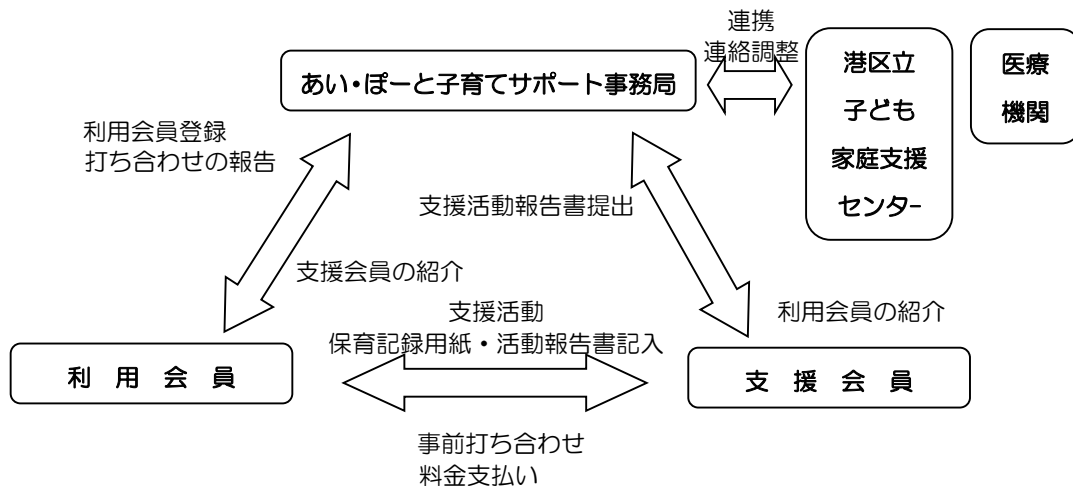 連携
連絡調整
あい・ぽーと子育てサポート事務局
港区立
子ども
家庭支援
センター
医療
機関
利用会員登録
打ち合わせの報告
支援活動報告書提出
支援会員の紹介
利用会員の紹介
支援活動
保育記録用紙・活動報告書記入
利 用 会 員
支 援 会 員
事前打ち合わせ
料金支払い